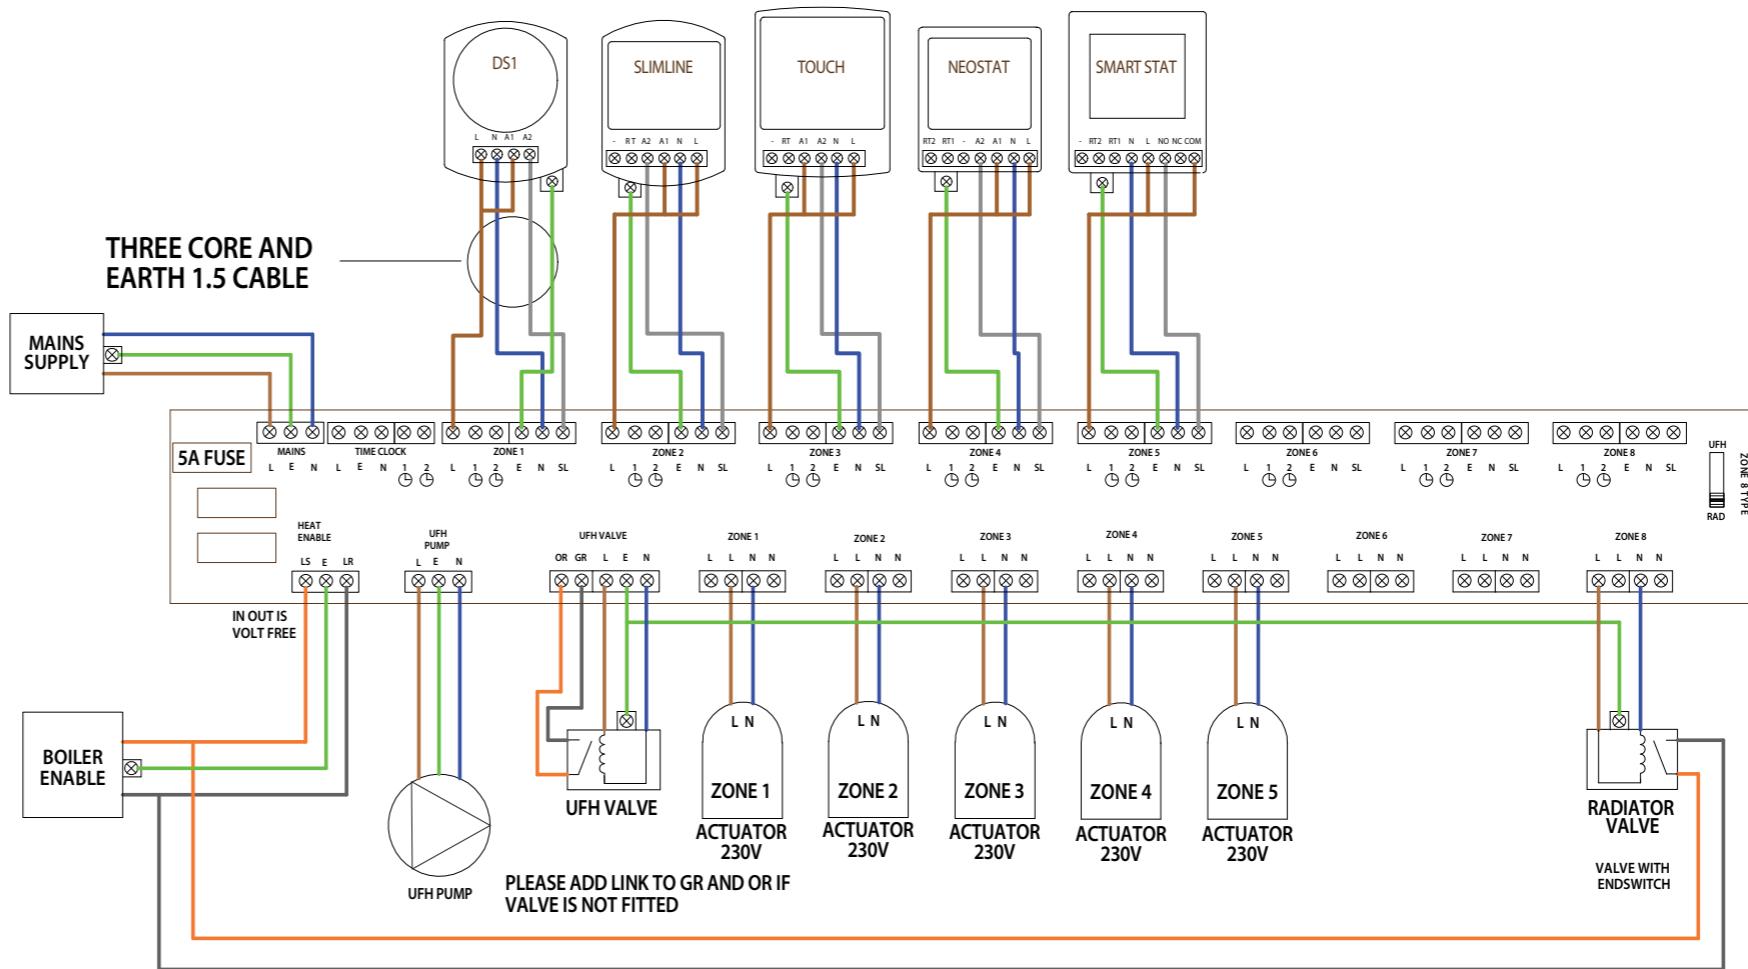 DS1
SLIMLINE
TOUCH
NEOSTAT
SMART STAT
L N A1 A2
- RT A2 A1 N L
- RT A1 A2 N L
RT2 RT1 - A2 A1 N L
- RT2 RT1 N L NO NC COM
THREE CORE AND
EARTH 1.5 CABLE
MAINS
SUPPLY
5A FUSE
MAINS
L E N
TIME CLOCK
L E N 1 2
ZONE 1
L 1 2 E N SL
ZONE 2
L 1 2 E N SL
ZONE 3
L 1 2 E N SL
ZONE 4
L 1 2 E N SL
ZONE 5
L 1 2 E N SL
ZONE 6
L 1 2 E N SL
ZONE 7
L 1 2 E N SL
ZONE 8
L 1 2 E N SL
UFH
RAD
ZONE 8 TYPE
HEAT
ENABLE
LS E LR
UFH
PUMP
L E N
UFH VALVE
OR GR L E N
ZONE 1
L L N N
ZONE 2
L L N N
ZONE 3
L L N N
ZONE 4
L L N N
ZONE 5
L L N N
ZONE 6
L L N N
ZONE 7
L L N N
ZONE 8
L L N N
IN OUT IS
VOLT FREE
BOILER
ENABLE
UFH PUMP
UFH VALVE
L N
ZONE 1
ACTUATOR
230V
L N
ZONE 2
ACTUATOR
230V
L N
ZONE 3
ACTUATOR
230V
L N
ZONE 4
ACTUATOR
230V
L N
ZONE 5
ACTUATOR
230V
RADIATOR
VALVE
VALVE WITH
ENDSWITCH
PLEASE ADD LINK TO GR AND OR IF
VALVE IS NOT FITTED